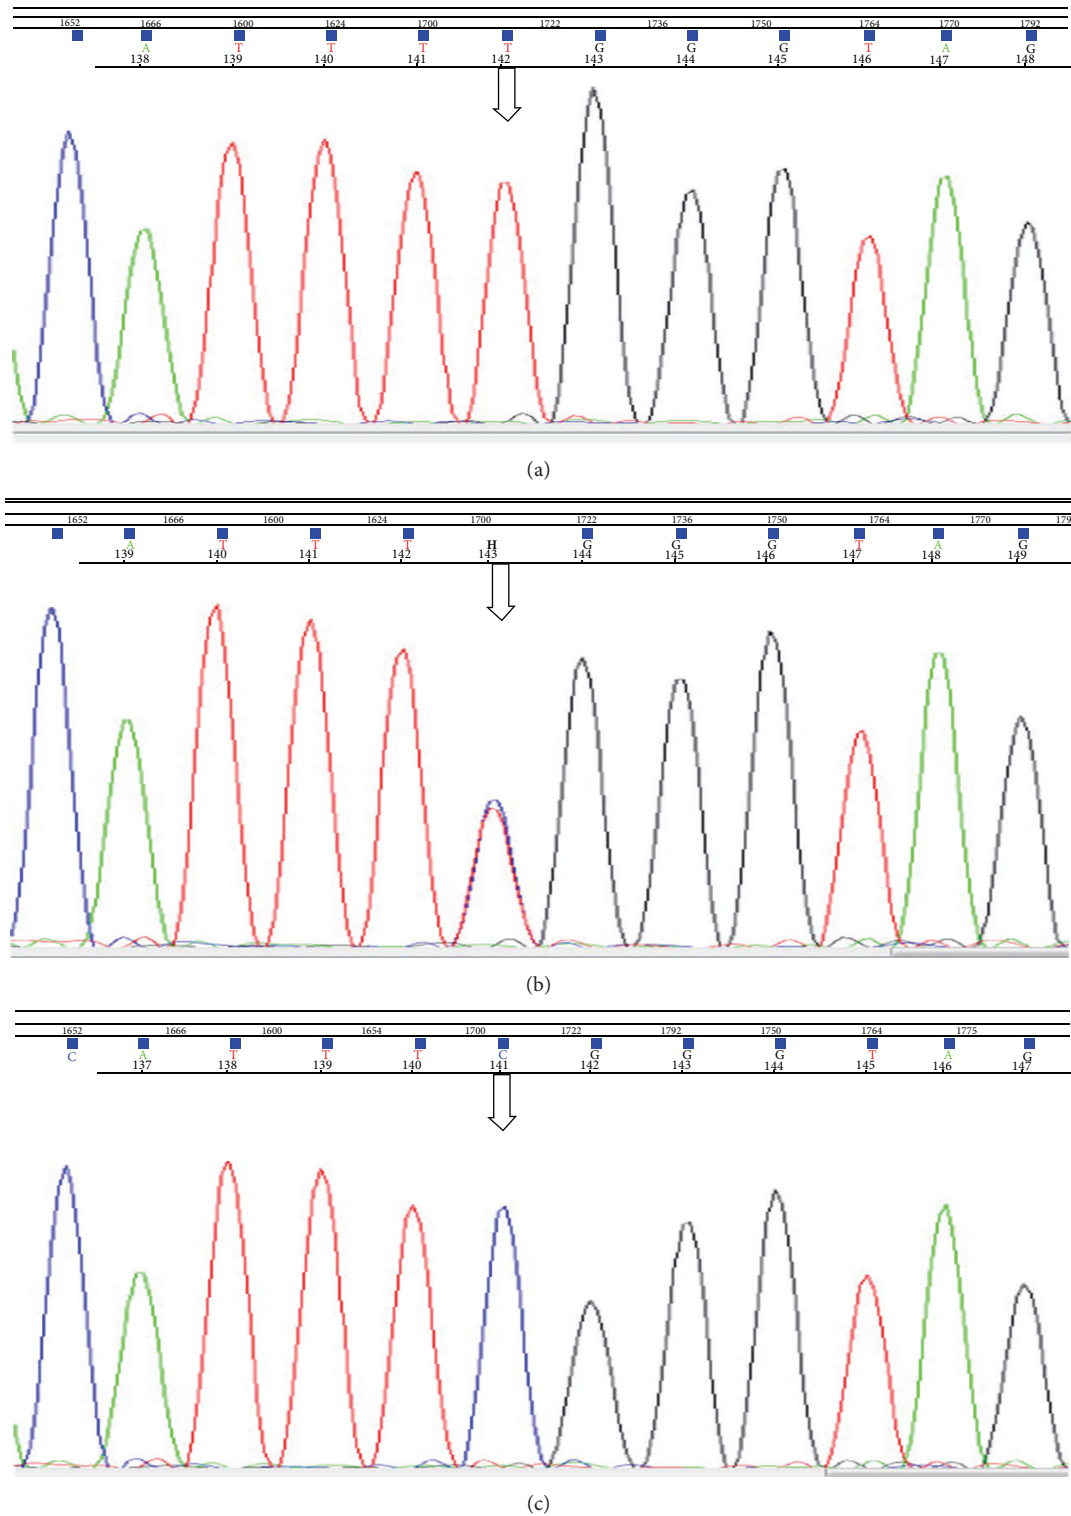 1652 1666 1600 1624 1700 1722 1736 1750 1764 1770 1792
A T T T T G G G T A G
138 139 140 141 142 143 144 145 146 147 148
(a)
1652 1666 1600 1624 1700 1722 1736 1750 1764 1770 179
A T T T H G G G T A G
139 140 141 142 143 144 145 146 147 148 149
(b)
1652 1666 1600 1654 1700 1722 1792 1750 1764 1775
C A T T T C G G G T A G
137 138 139 140 141 142 143 144 145 146 147
(c)